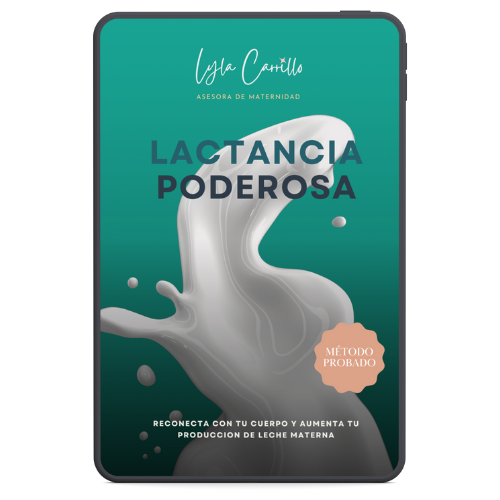 Lyla Carrillo
ASESORA DE MATERNIDAD
LACTANCIA
PODEROSA
MÉTODO
PROBADO
RECONECTA CON TU CUERPO Y AUMENTA TU
PRODUCCION DE LECHE MATERNA